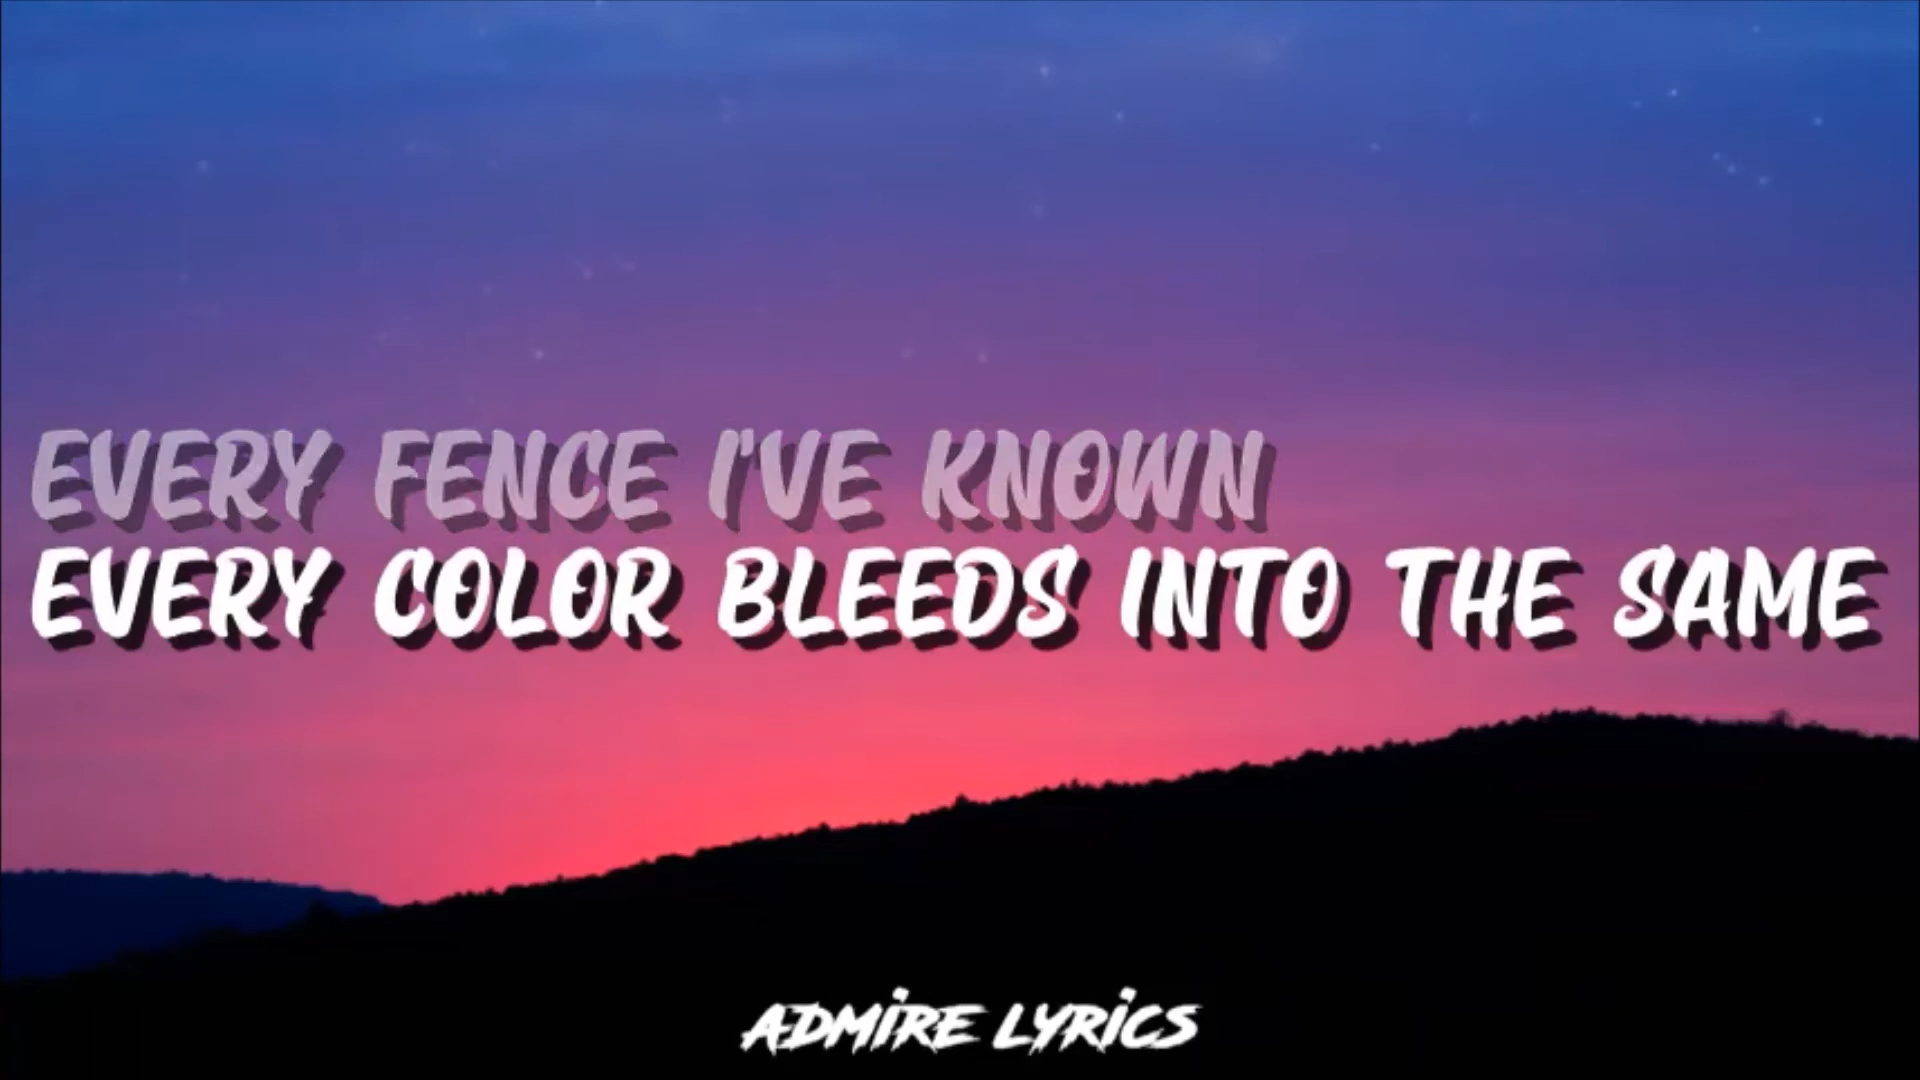 EVERY FENCE I'VE KNOWN
EVERY COLOR BLEEDS INTO THE SAME
ADMIRE LYRICS